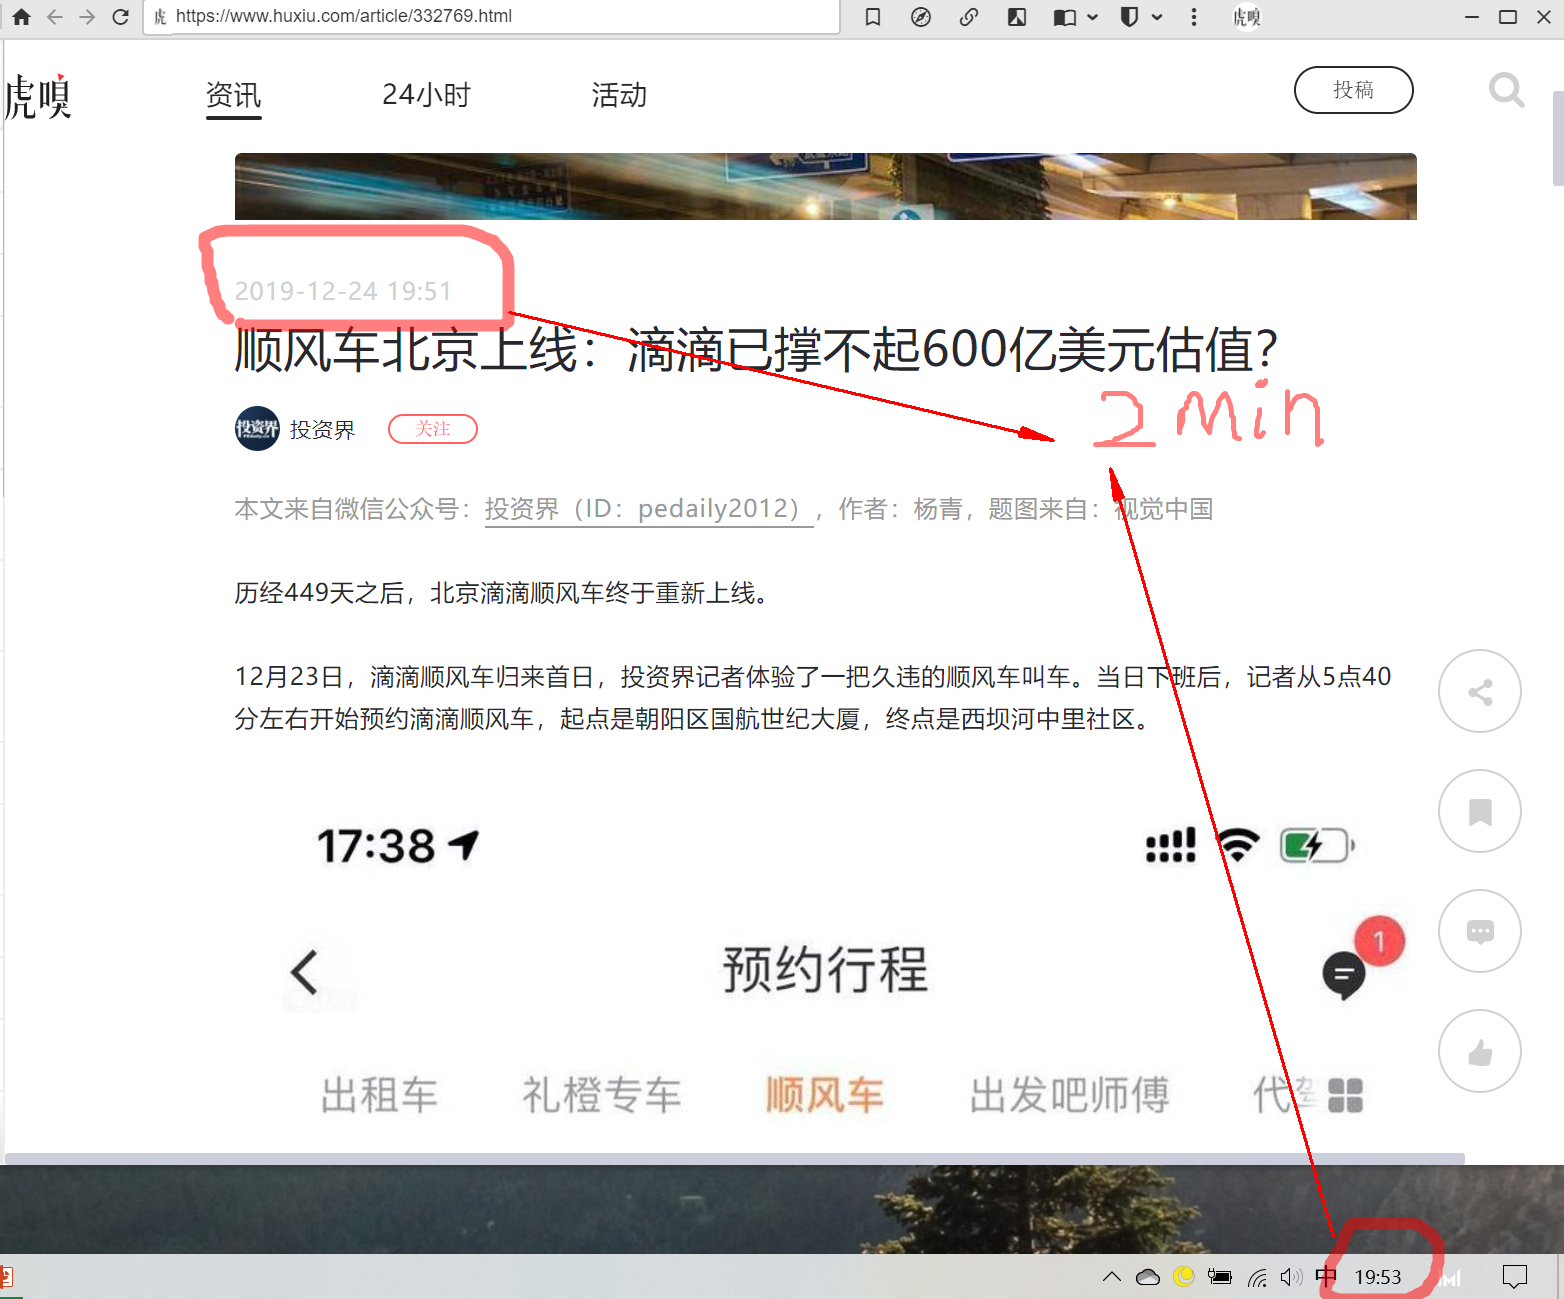 https://www.huxiu.com/article/332769.html
虎嗅
虎嗅 资讯 24小时 活动 投稿
2019-12-24 19:51
顺风车北京上线：滴滴已撑不起600亿美元估值？
2 min
投资界 投资界 关注
本文来自微信公众号：投资界（ID：pedaily2012），作者：杨青，题图来自：视觉中国
历经449天之后，北京滴滴顺风车终于重新上线。
12月23日，滴滴顺风车归来首日，投资界记者体验了一把久违的顺风车叫车。当日下班后，记者从5点40
分左右开始预约滴滴顺风车，起点是朝阳区国航世纪大厦，终点是西坝河中里社区。
17:38
预约行程 1
出租车 礼橙专车 顺风车 出发吧师傅 代驾
中 19:53